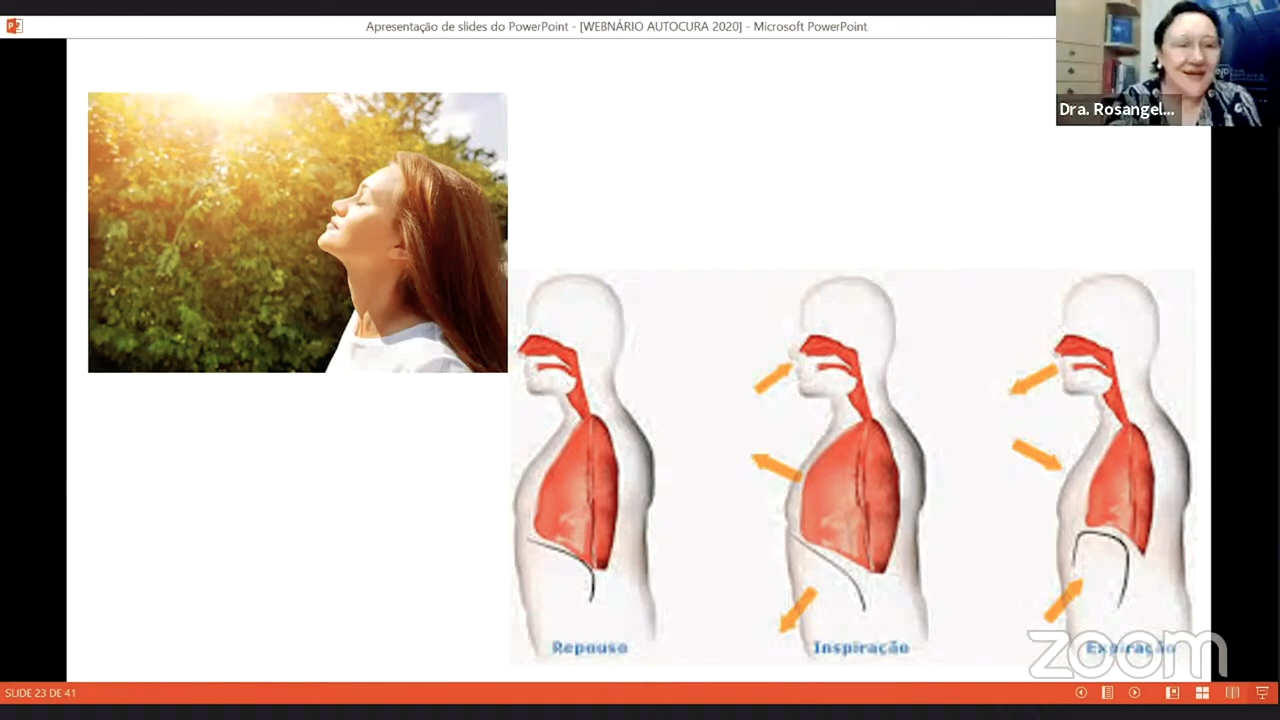 Apresentação de slides do PowerPoint - [WEBNÁRIO AUTOCURA 2020] - Microsoft PowerPoint
Dra. Rosangel...
Repouso
Inspiração
Expiração
zoom
SLIDE 23 DE 41